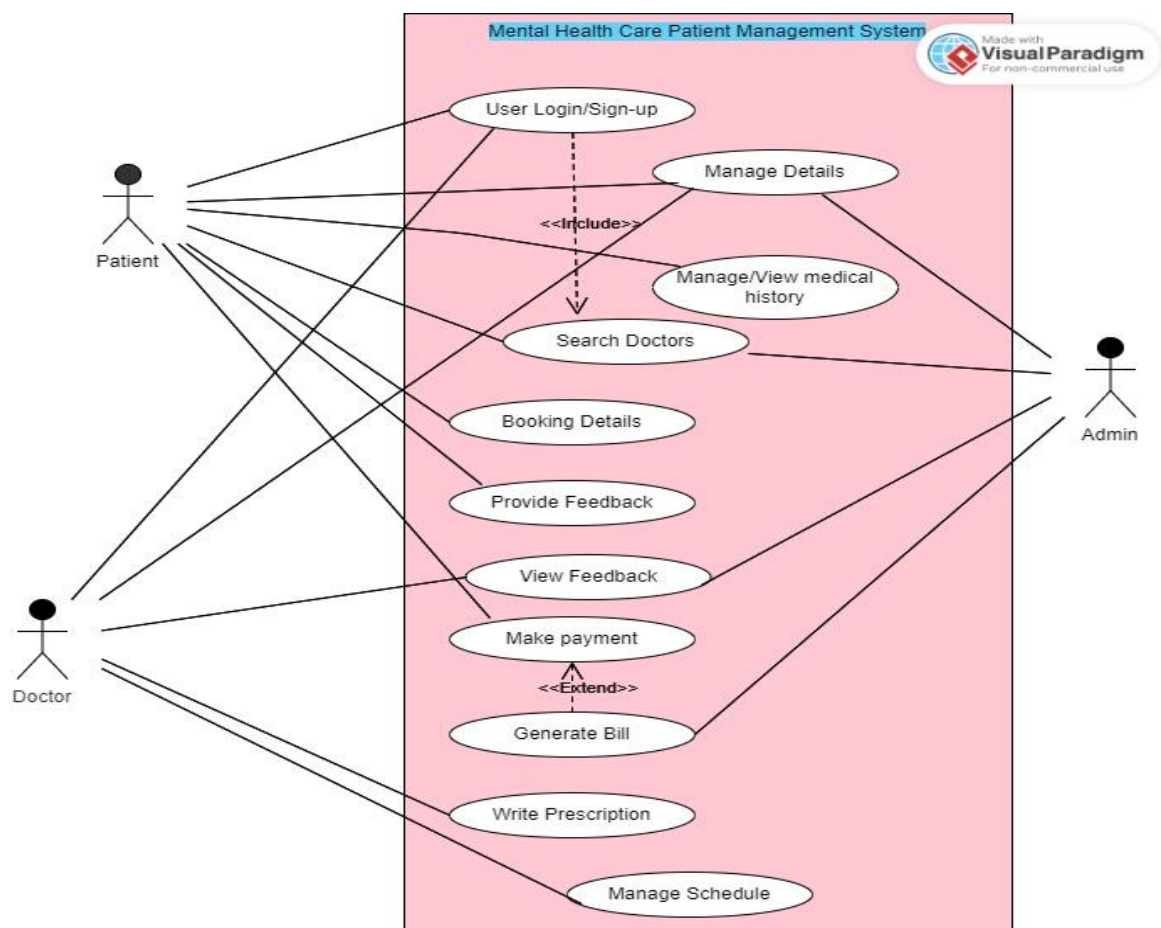 Mental Health Care Patient Management System
Made with
Visual Paradigm
For non-commercial use
User Login/Sign-up
Manage Details
<<Include>>
Patient
Manage/View medical
history
Search Doctors
Booking Details
Admin
Provide Feedback
View Feedback
Make payment
<<Extend>>
Doctor
Generate Bill
Write Prescription
Manage Schedule